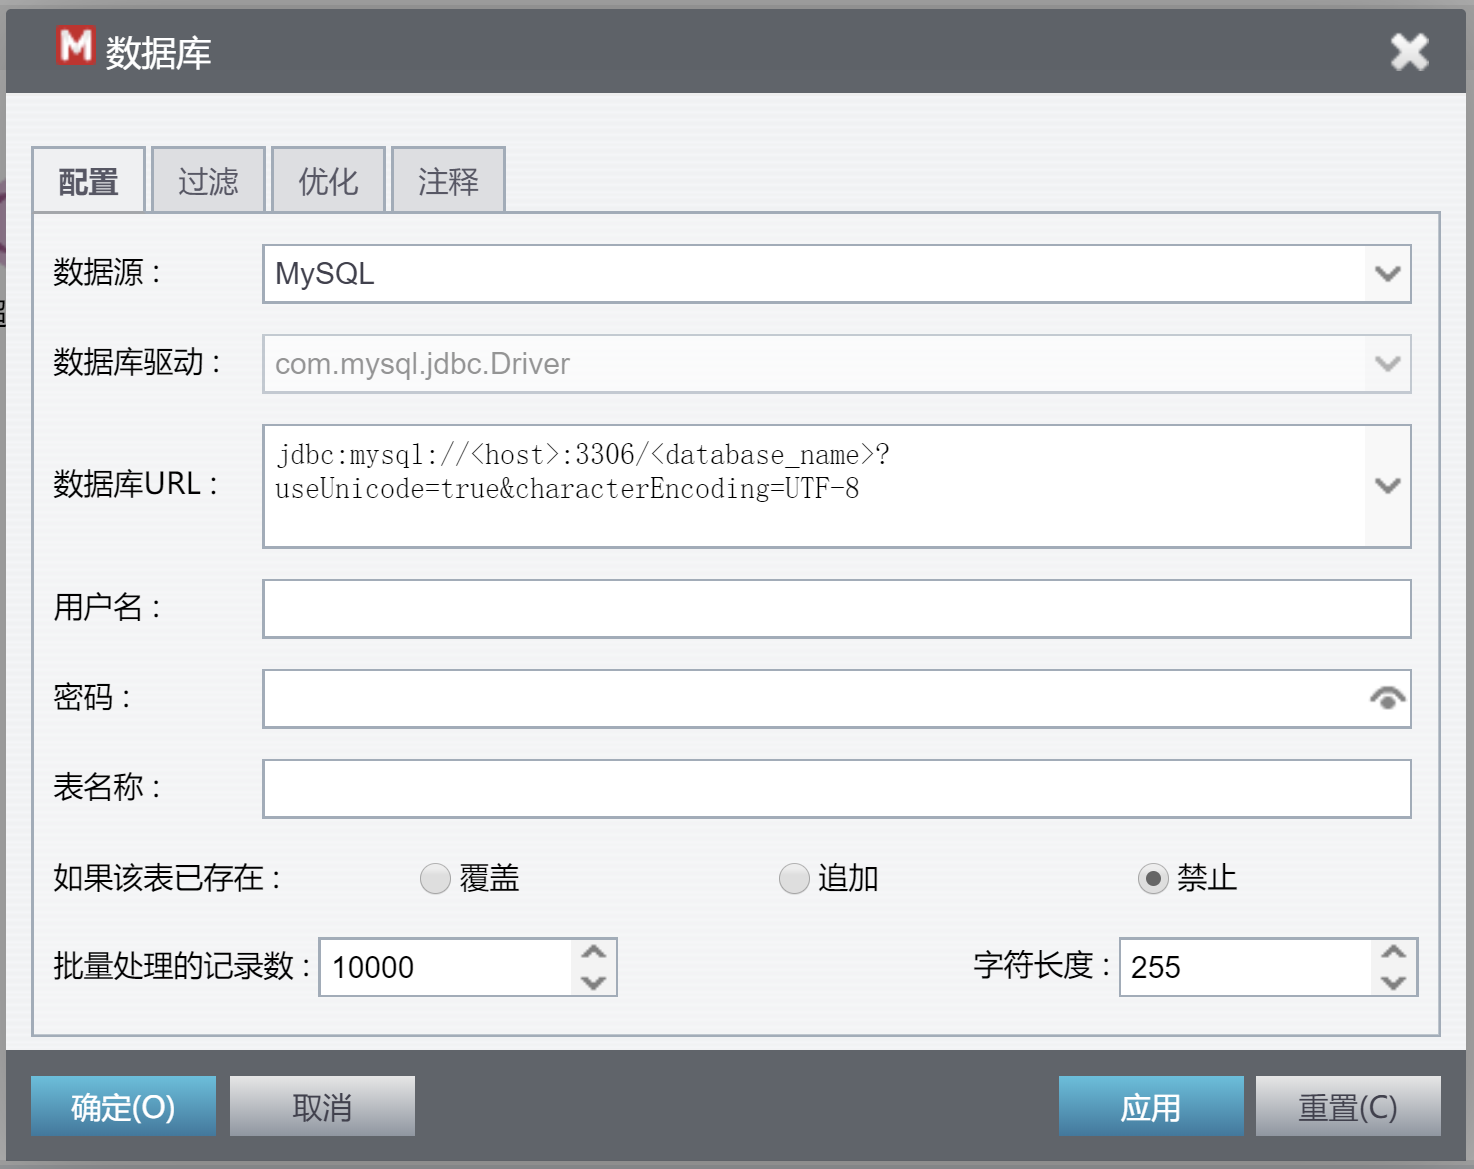 M 数据库
配置 过滤 优化 注释
数据源： MySQL
数据库驱动： com.mysql.jdbc.Driver
数据库URL： jdbc:mysql://<host>:3306/<database_name>?
useUnicode=true&characterEncoding=UTF-8
用户名：
密码：
表名称：
如果该表已存在： 覆盖 追加 禁止
批量处理的记录数： 10000 字符长度： 255
确定(O) 取消 应用 重置(C)